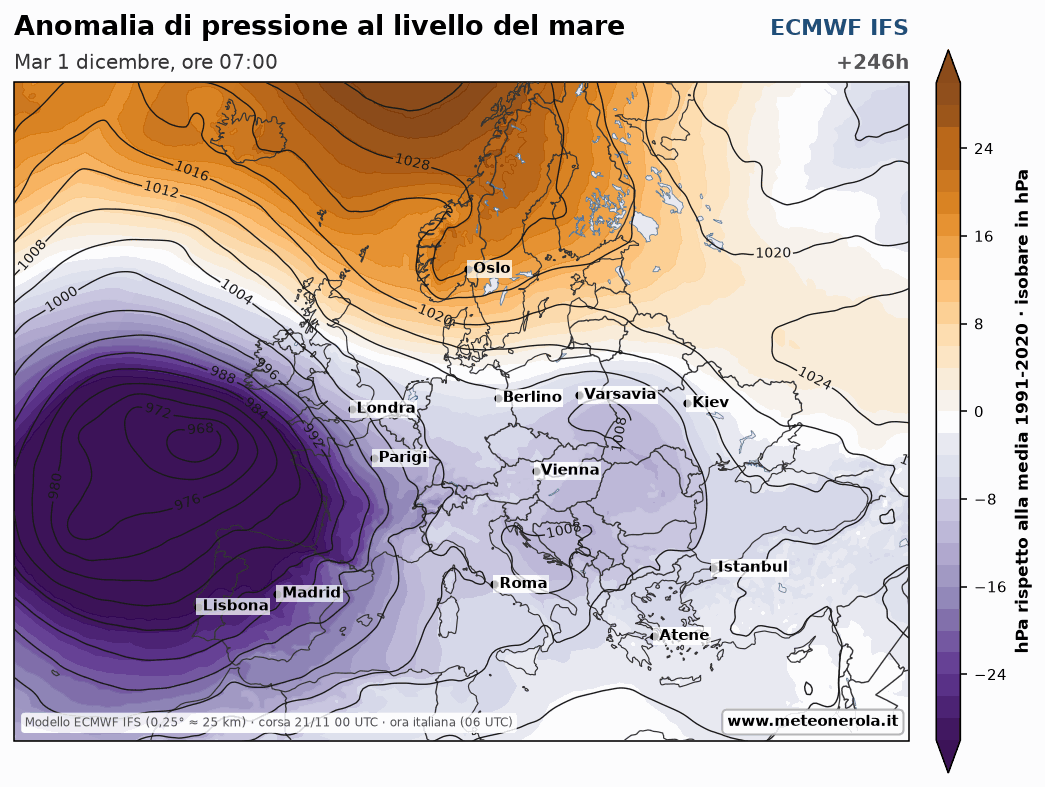 Anomalia di pressione al livello del mare
ECMWF IFS
Mar 1 dicembre, ore 07:00
+246h
1028
1016
1012
1008
1004
1000
1020
1020
1024
996
988
984
992
972
968
980
976
1008
1008
Oslo
Londra
Berlino
Varsavia
Kiev
Parigi
Vienna
Roma
Istanbul
Madrid
Lisbona
Atene
24
16
8
0
−8
−16
−24
hPa rispetto alla media 1991-2020 · isobare in hPa
Modello ECMWF IFS (0,25° ≈ 25 km) · corsa 21/11 00 UTC · ora italiana (06 UTC)
www.meteonerola.it